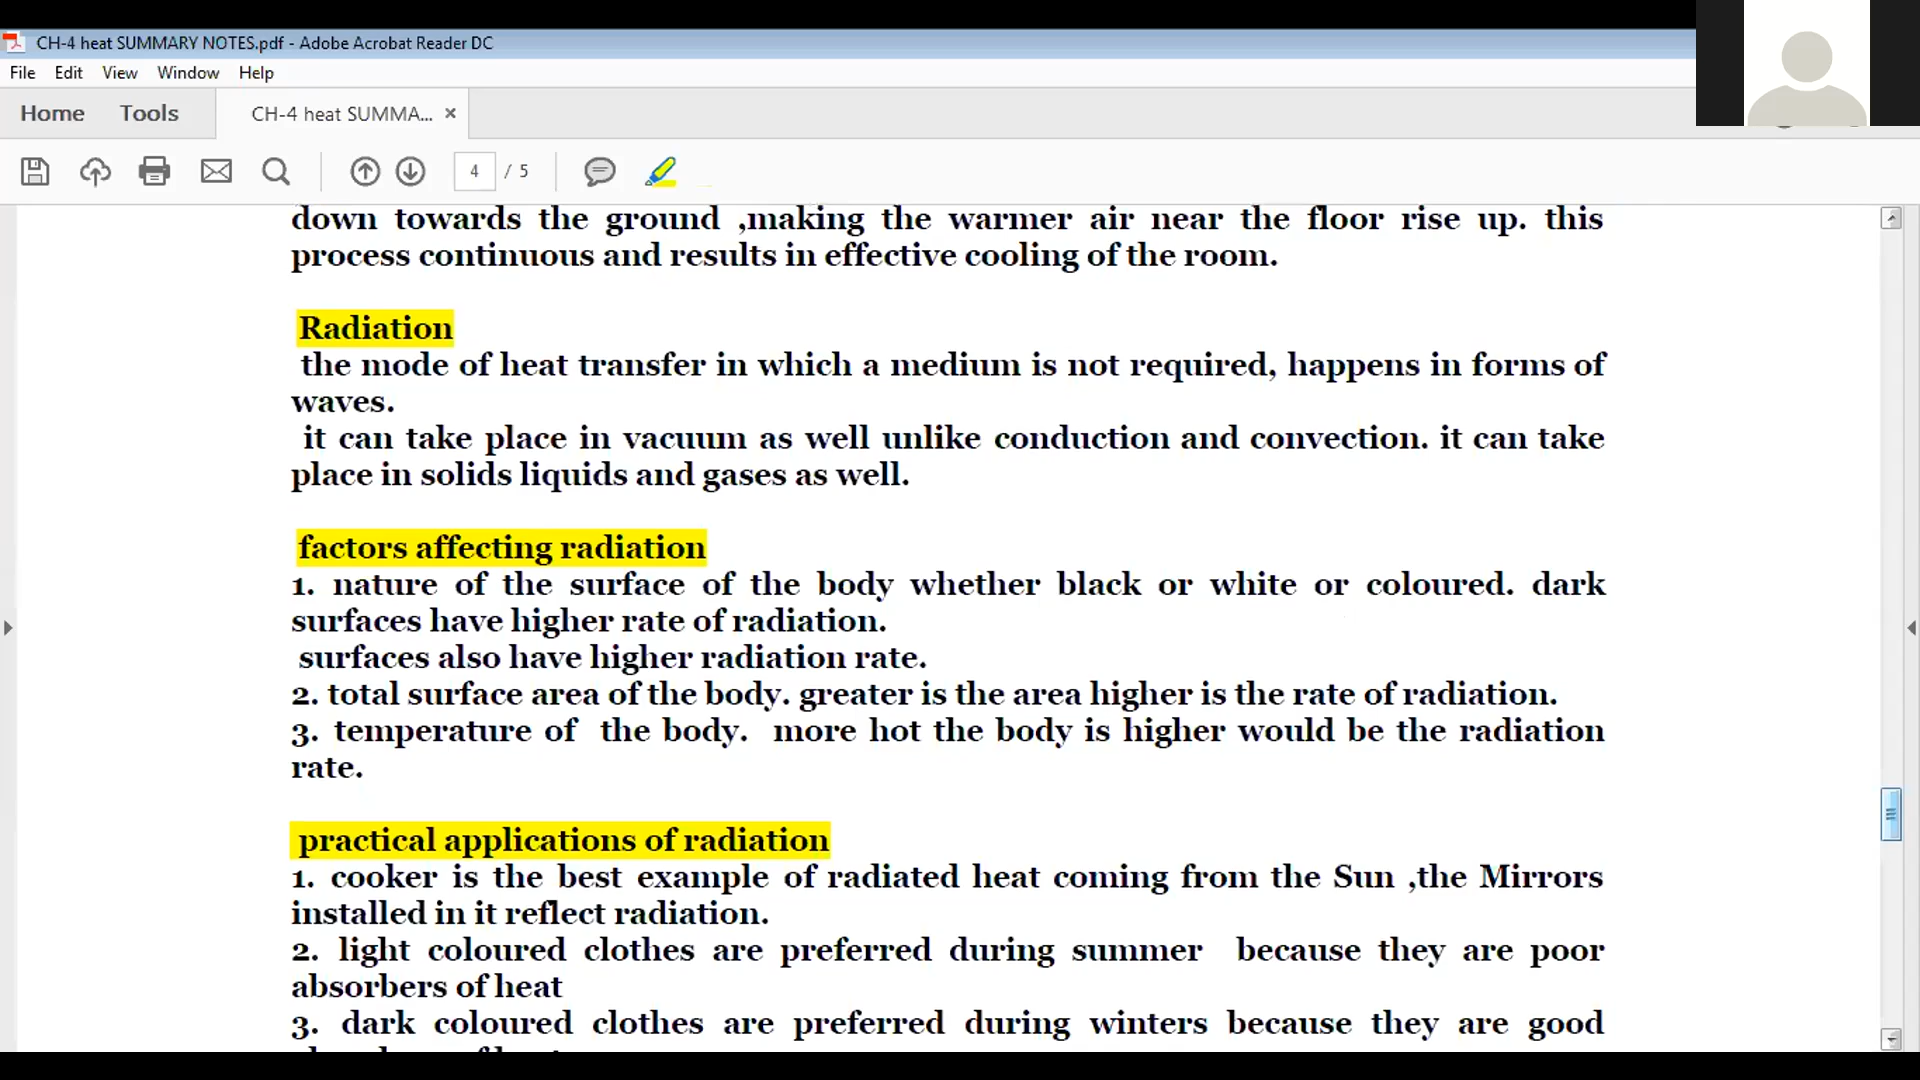 CH-4 heat SUMMARY NOTES.pdf - Adobe Acrobat Reader DC
File Edit View Window Help
Home Tools CH-4 heat SUMMA... ×
4 / 5
down towards the ground ,making the warmer air near the floor rise up. this
process continuous and results in effective cooling of the room.
Radiation
the mode of heat transfer in which a medium is not required, happens in forms of
waves.
it can take place in vacuum as well unlike conduction and convection. it can take
place in solids liquids and gases as well.
factors affecting radiation
1. nature of the surface of the body whether black or white or coloured. dark
surfaces have higher rate of radiation.
surfaces also have higher radiation rate.
2. total surface area of the body. greater is the area higher is the rate of radiation.
3. temperature of the body. more hot the body is higher would be the radiation
rate.
practical applications of radiation
1. cooker is the best example of radiated heat coming from the Sun ,the Mirrors
installed in it reflect radiation.
2. light coloured clothes are preferred during summer because they are poor
absorbers of heat
3. dark coloured clothes are preferred during winters because they are good